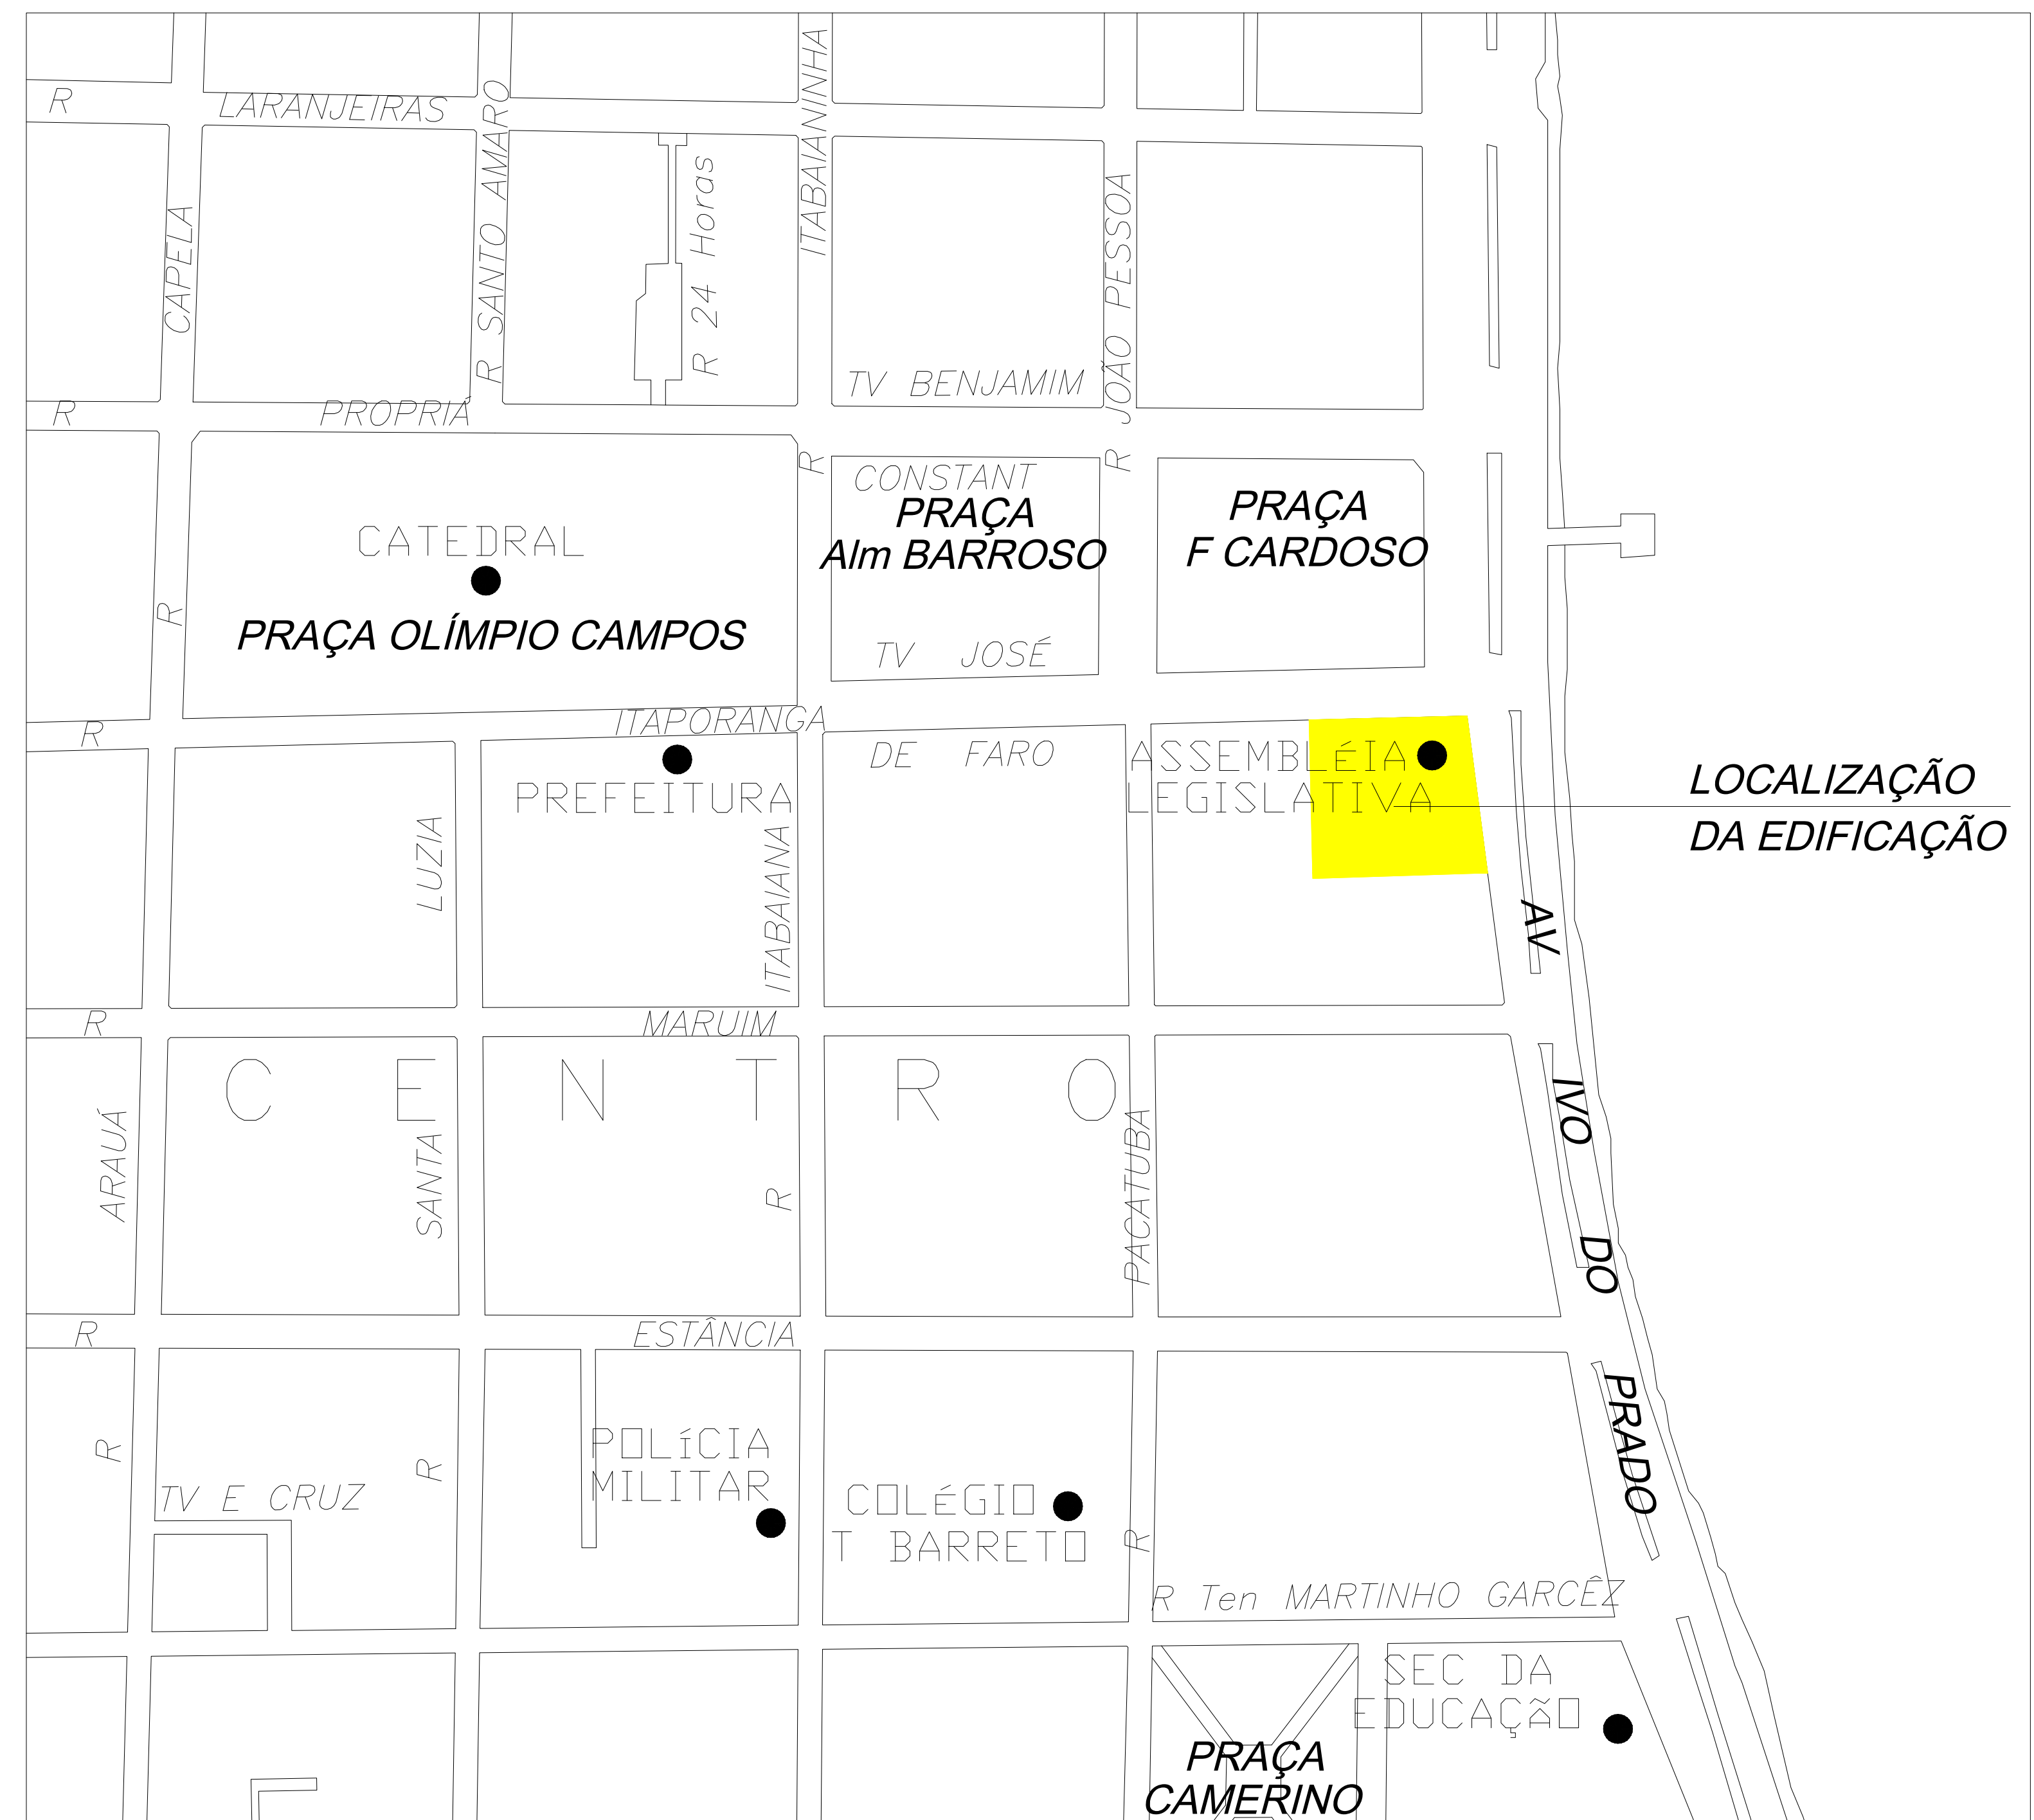 R LARANJEIRAS
CAPELA
R SANTO AMARO
R 24 Horas
ITABAIANINHA
R
R JOÃO PESSOA
TV BENJAMIM
CONSTANT
R PROPRIÁ
CATEDRAL
PRAÇA OLÍMPIO CAMPOS
R
PRAÇA
Alm BARROSO
PRAÇA
F CARDOSO
TV JOSÉ
DE FARO
R ITAPORANGA
PREFEITURA
ASSEMBLéIA
LEGISLATIVA
LOCALIZAÇÃO
DA EDIFICAÇÃO
LUZIA
ITABAIANA
AV IVO DO PRADO
R MARUIM
CENTRO
ARAUÁ
SANTA
R
PACATUBA
R ESTÂNCIA
R
R
R
POLíCIA
MILITAR
TV E CRUZ
COLéGIO
T BARRETO
R Ten MARTINHO GARCÊZ
SEC DA
EDUCAÇÃO
PRAÇA
CAMERINO